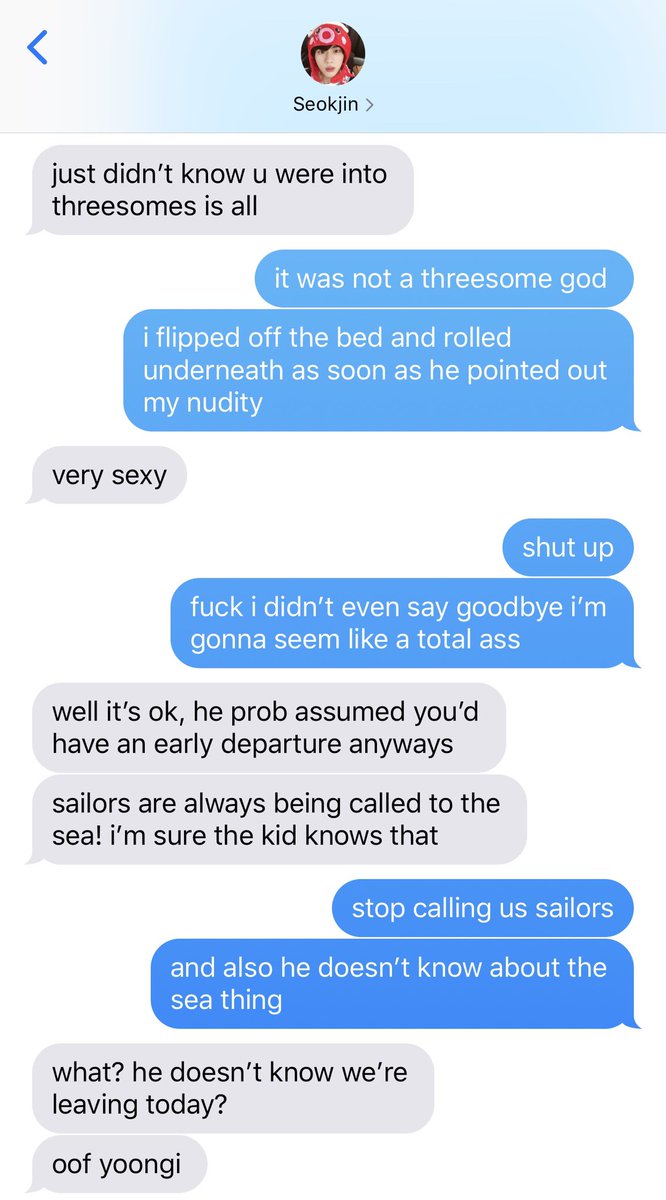 Seokjin
just didn’t know u were into
threesomes is all
it was not a threesome god
i flipped off the bed and rolled
underneath as soon as he pointed out
my nudity
very sexy
shut up
fuck i didn’t even say goodbye i’m
gonna seem like a total ass
well it’s ok, he prob assumed you’d
have an early departure anyways
sailors are always being called to the
sea! i’m sure the kid knows that
stop calling us sailors
and also he doesn’t know about the
sea thing
what? he doesn’t know we’re
leaving today?
oof yoongi